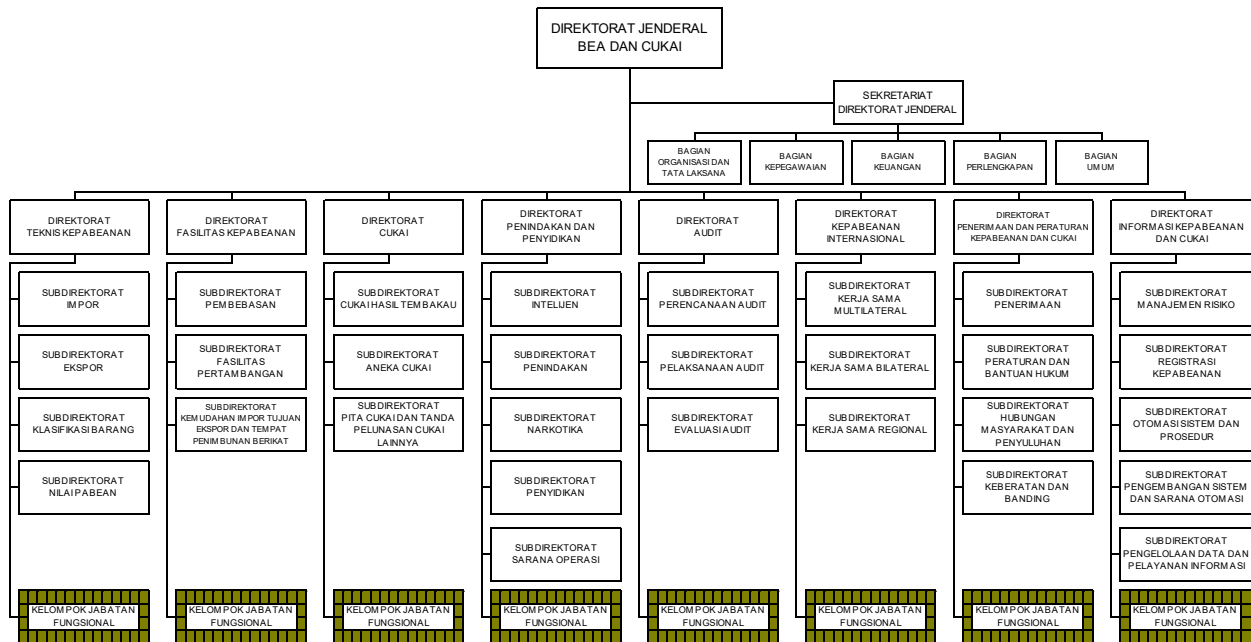 DIREKTORAT JENDERAL
BEA DAN CUKAI
SEKRETARIAT
DIREKTORAT JENDERAL
BAGIAN
ORGANISASI DAN
TATA LAKSANA
BAGIAN
KEPEGAWAIAN
BAGIAN
KEUANGAN
BAGIAN
PERLENGKAPAN
BAGIAN
UMUM
DIREKTORAT
TEKNIS KEPABEANAN
SUBDIREKTORAT
IMPOR
SUBDIREKTORAT
EKSPOR
SUBDIREKTORAT
KLASIFIKASI BARANG
SUBDIREKTORAT
NILAI PABEAN
KELOMPOK JABATAN
FUNGSIONAL
DIREKTORAT
FASILITAS KEPABEANAN
SUBDIREKTORAT
PEMBEBASAN
SUBDIREKTORAT
FASILITAS
PERTAMBANGAN
SUBDIREKTORAT
KEMUDAHAN IMPOR TUJUAN
EKSPOR DAN TEMPAT
PENIMBUNAN BERIKAT
KELOMPOK JABATAN
FUNGSIONAL
DIREKTORAT
CUKAI
SUBDIREKTORAT
CUKAI HASIL TEMBAKAU
SUBDIREKTORAT
ANEKA CUKAI
SUBDIREKTORAT
PITA CUKAI DAN TANDA
PELUNASAN CUKAI
LAINNYA
KELOMPOK JABATAN
FUNGSIONAL
DIREKTORAT
PENINDAKAN DAN
PENYIDIKAN
SUBDIREKTORAT
INTELIJEN
SUBDIREKTORAT
PENINDAKAN
SUBDIREKTORAT
NARKOTIKA
SUBDIREKTORAT
PENYIDIKAN
SUBDIREKTORAT
SARANA OPERASI
KELOMPOK JABATAN
FUNGSIONAL
DIREKTORAT
AUDIT
SUBDIREKTORAT
PERENCANAAN AUDIT
SUBDIREKTORAT
PELAKSANAAN AUDIT
SUBDIREKTORAT
EVALUASI AUDIT
KELOMPOK JABATAN
FUNGSIONAL
DIREKTORAT
KEPABEANAN
INTERNASIONAL
SUBDIREKTORAT
KERJA SAMA
MULTILATERAL
SUBDIREKTORAT
KERJA SAMA BILATERAL
SUBDIREKTORAT
KERJA SAMA REGIONAL
KELOMPOK JABATAN
FUNGSIONAL
DIREKTORAT
PENERIMAAN DAN PERATURAN
KEPABEANAN DAN CUKAI
SUBDIREKTORAT
PENERIMAAN
SUBDIREKTORAT
PERATURAN DAN
BANTUAN HUKUM
SUBDIREKTORAT
HUBUNGAN
MASYARAKAT DAN
PENYULUHAN
SUBDIREKTORAT
KEBERATAN DAN
BANDING
KELOMPOK JABATAN
FUNGSIONAL
DIREKTORAT
INFORMASI KEPABEANAN
DAN CUKAI
SUBDIREKTORAT
MANAJEMEN RISIKO
SUBDIREKTORAT
REGISTRASI
KEPABEANAN
SUBDIREKTORAT
OTOMASI SISTEM DAN
PROSEDUR
SUBDIREKTORAT
PENGEMBANGAN SISTEM
DAN SARANA OTOMASI
SUBDIREKTORAT
PENGELOLAAN DATA DAN
PELAYANAN INFORMASI
KELOMPOK JABATAN
FUNGSIONAL